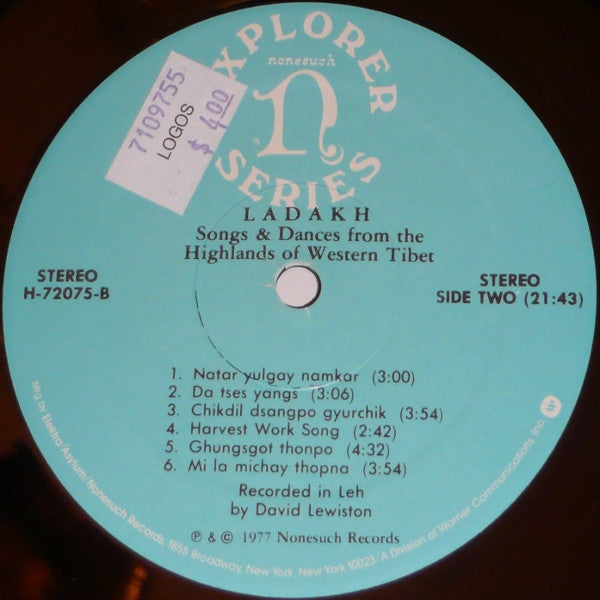 EXPLORER
nonesuch
n
SERIES
7109755
LOGOS
$ 4.00
LADAKH
Songs & Dances from the
Highlands of Western Tibet
STEREO
H-72075-B
STEREO
SIDE TWO (21:43)
1. Natar yulgay namkar (3:00)
2. Da tses yangs (3:06)
3. Chikdil dsangpo gyurchik (3:54)
4. Harvest Work Song (2:42)
5. Ghungsgot thonpo (4:32)
6. Mi la michay thopna (3:54)
Recorded in Leh
by David Lewiston
℗ & © 1977 Nonesuch Records
Mfg by Elektra/Asylum/Nonesuch Records, 1855 Broadway, New York, New York 10023 / A Division of Warner Communications Inc.